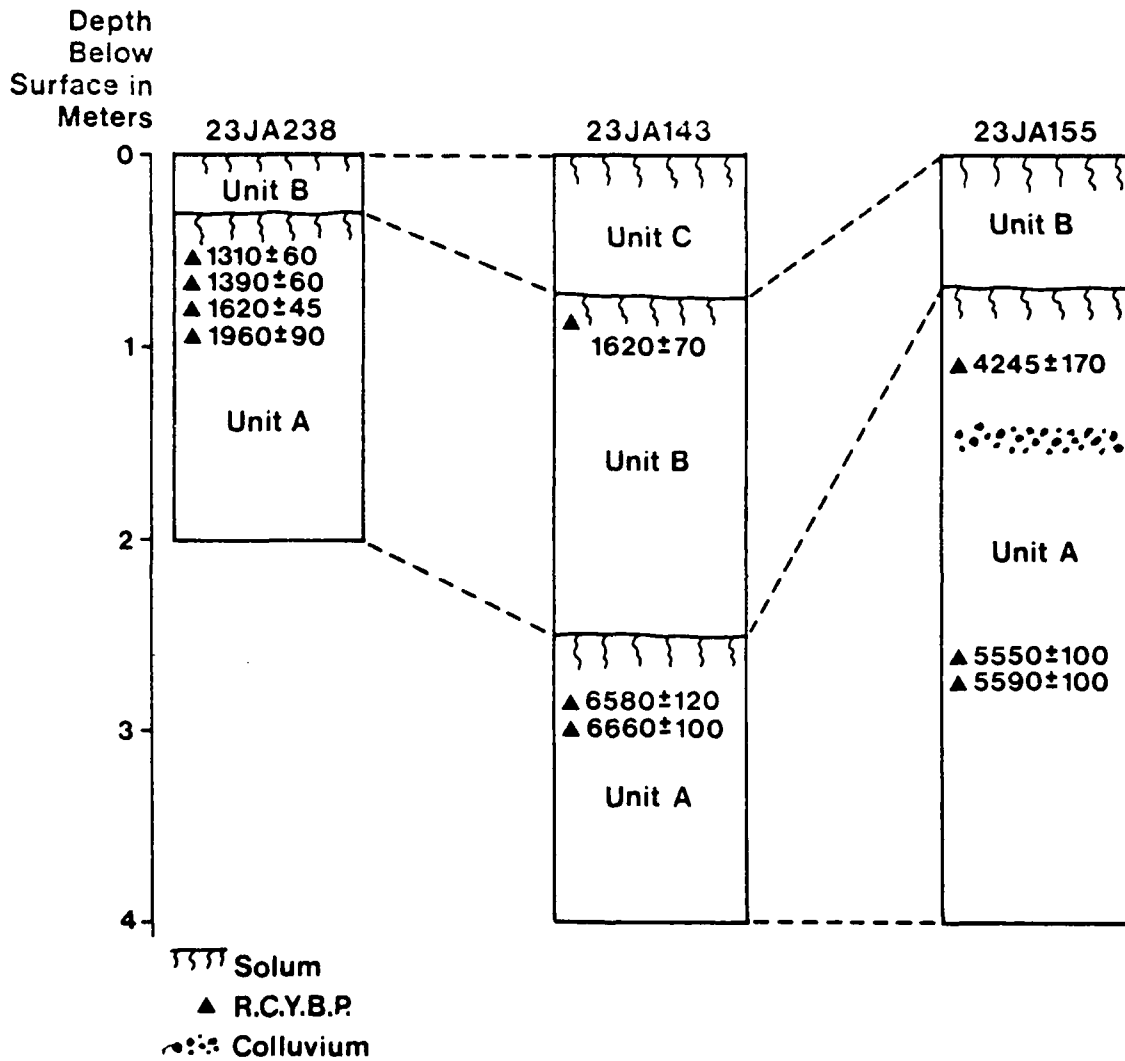 Depth
Below
Surface in
Meters
23JA238
23JA143
23JA155
0
1
2
3
4
Unit B
▲ 1310±60
▲ 1390±60
▲ 1620±45
▲ 1960±90
Unit A
Unit C
▲
1620±70
Unit B
▲ 6580±120
▲ 6660±100
Unit A
Unit B
▲ 4245±170
Unit A
▲ 5550±100
▲ 5590±100
Solum
▲ R.C.Y.B.P.
Colluvium